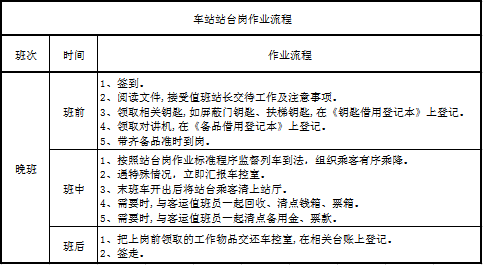 车站站台岗作业流程
班次 时间 作业流程
晚班
班前
1、签到。
2、阅读文件,接受值班站长交待工作及注意事项。
3、领取相关钥匙,如屏蔽门钥匙、扶梯钥匙,在《钥匙借用登记本》上登记。
4、领取对讲机,在《备品借用登记本》上登记。
5、带齐备品准时到岗。
班中
1、按照站台岗作业标准程序监督列车到法，组织乘客有序乘降。
2、遇特殊情况，立即汇报车控室。
3、末班车开出后将站台乘客清上站厅。
4、需要时,与客运值班员一起回收、清点钱箱、票箱。
5、需要时,与客运值班员一起清点备用金、票款。
班后
1、把上岗前领取的工作物品交还车控室,在相关台账上登记。
2、签走。